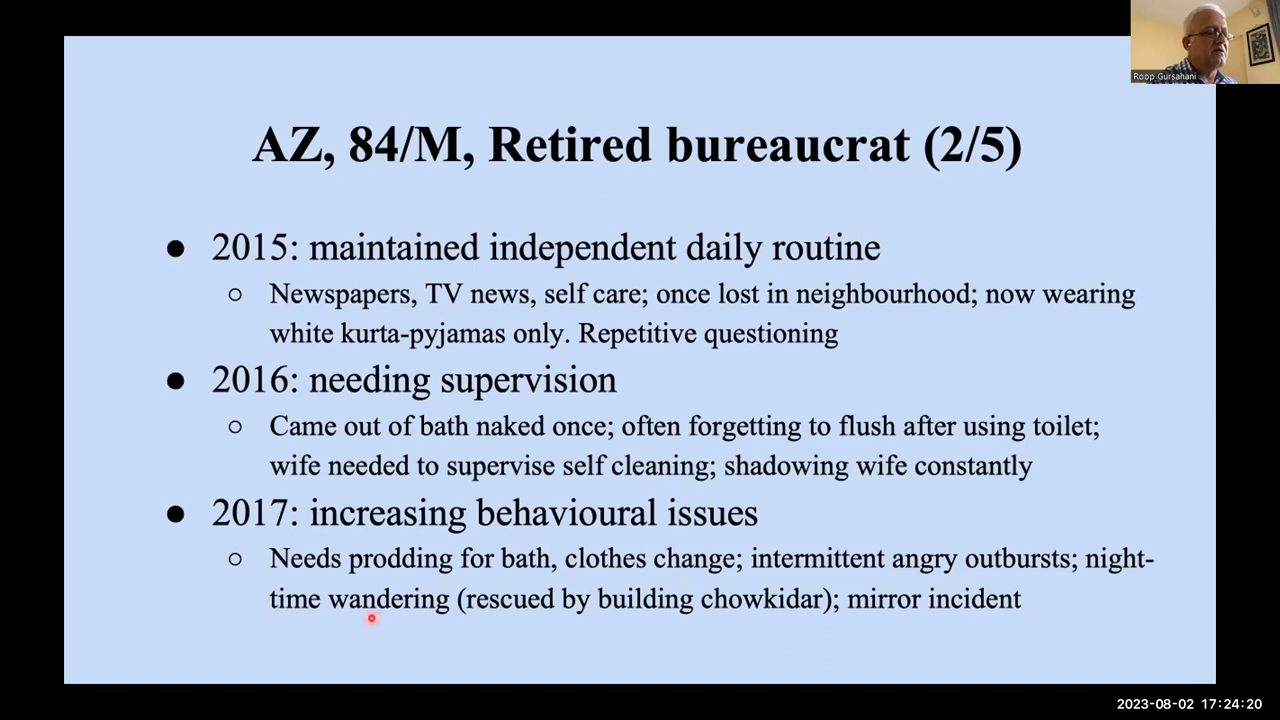 Roop Gursahani
AZ, 84/M, Retired bureaucrat (2/5)
● 2015: maintained independent daily routine
○ Newspapers, TV news, self care; once lost in neighbourhood; now wearing
white kurta-pyjamas only. Repetitive questioning
● 2016: needing supervision
○ Came out of bath naked once; often forgetting to flush after using toilet;
wife needed to supervise self cleaning; shadowing wife constantly
● 2017: increasing behavioural issues
○ Needs prodding for bath, clothes change; intermittent angry outbursts; night-
time wandering (rescued by building chowkidar); mirror incident
2023-08-02 17:24:20